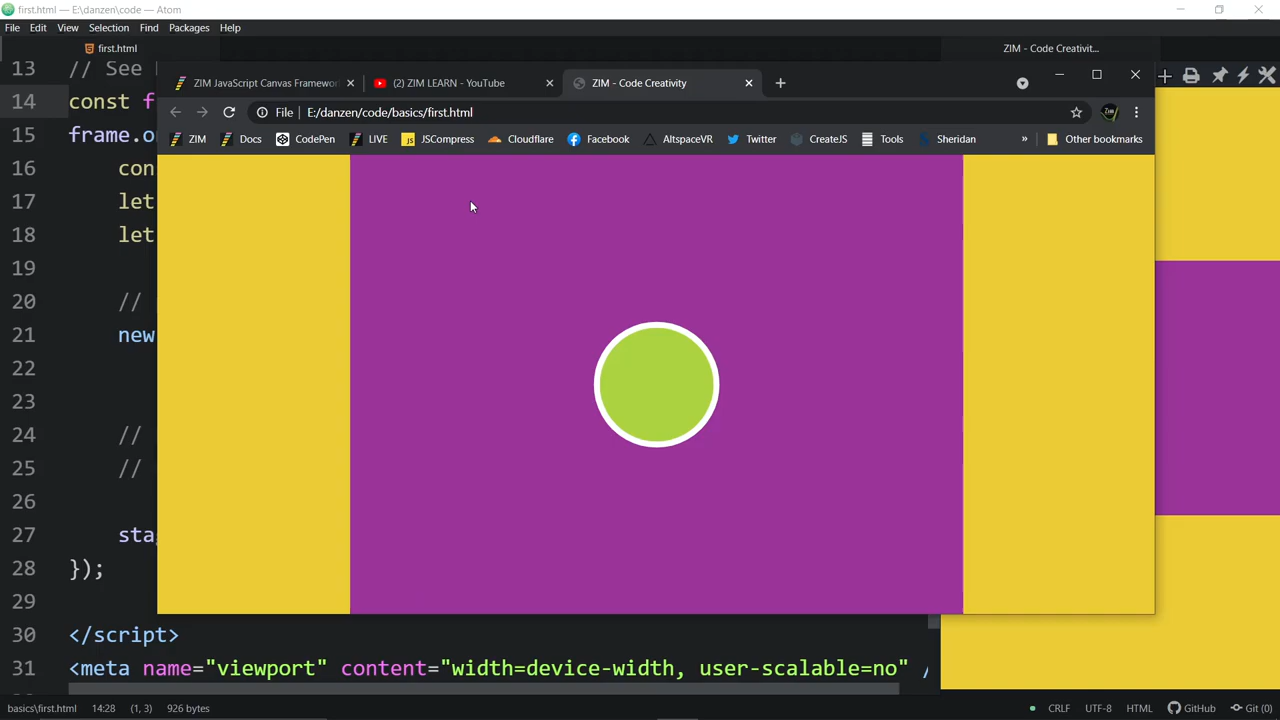 first.html — E:\danzen\code — Atom
File Edit View Selection Find Packages Help
first.html
ZIM - Code Creativit...
ZIM JavaScript Canvas Framewor
(2) ZIM LEARN - YouTube
ZIM - Code Creativity
File E:/danzen/code/basics/first.html
ZIM Docs CodePen LIVE JSCompress Cloudflare Facebook AltspaceVR Twitter CreateJS Tools Sheridan » Other bookmarks
13 // See
14 const f
15 frame.on
16 con
17 let
18 let
19
20 //
21 new
22
23
24 //
25 //
26
27 sta
28 });
29
30 </script>
31 <meta name="viewport" content="width=device-width, user-scalable=no" /
basics\first.html 14:28 (1, 3) 926 bytes CRLF UTF-8 HTML GitHub Git (0)